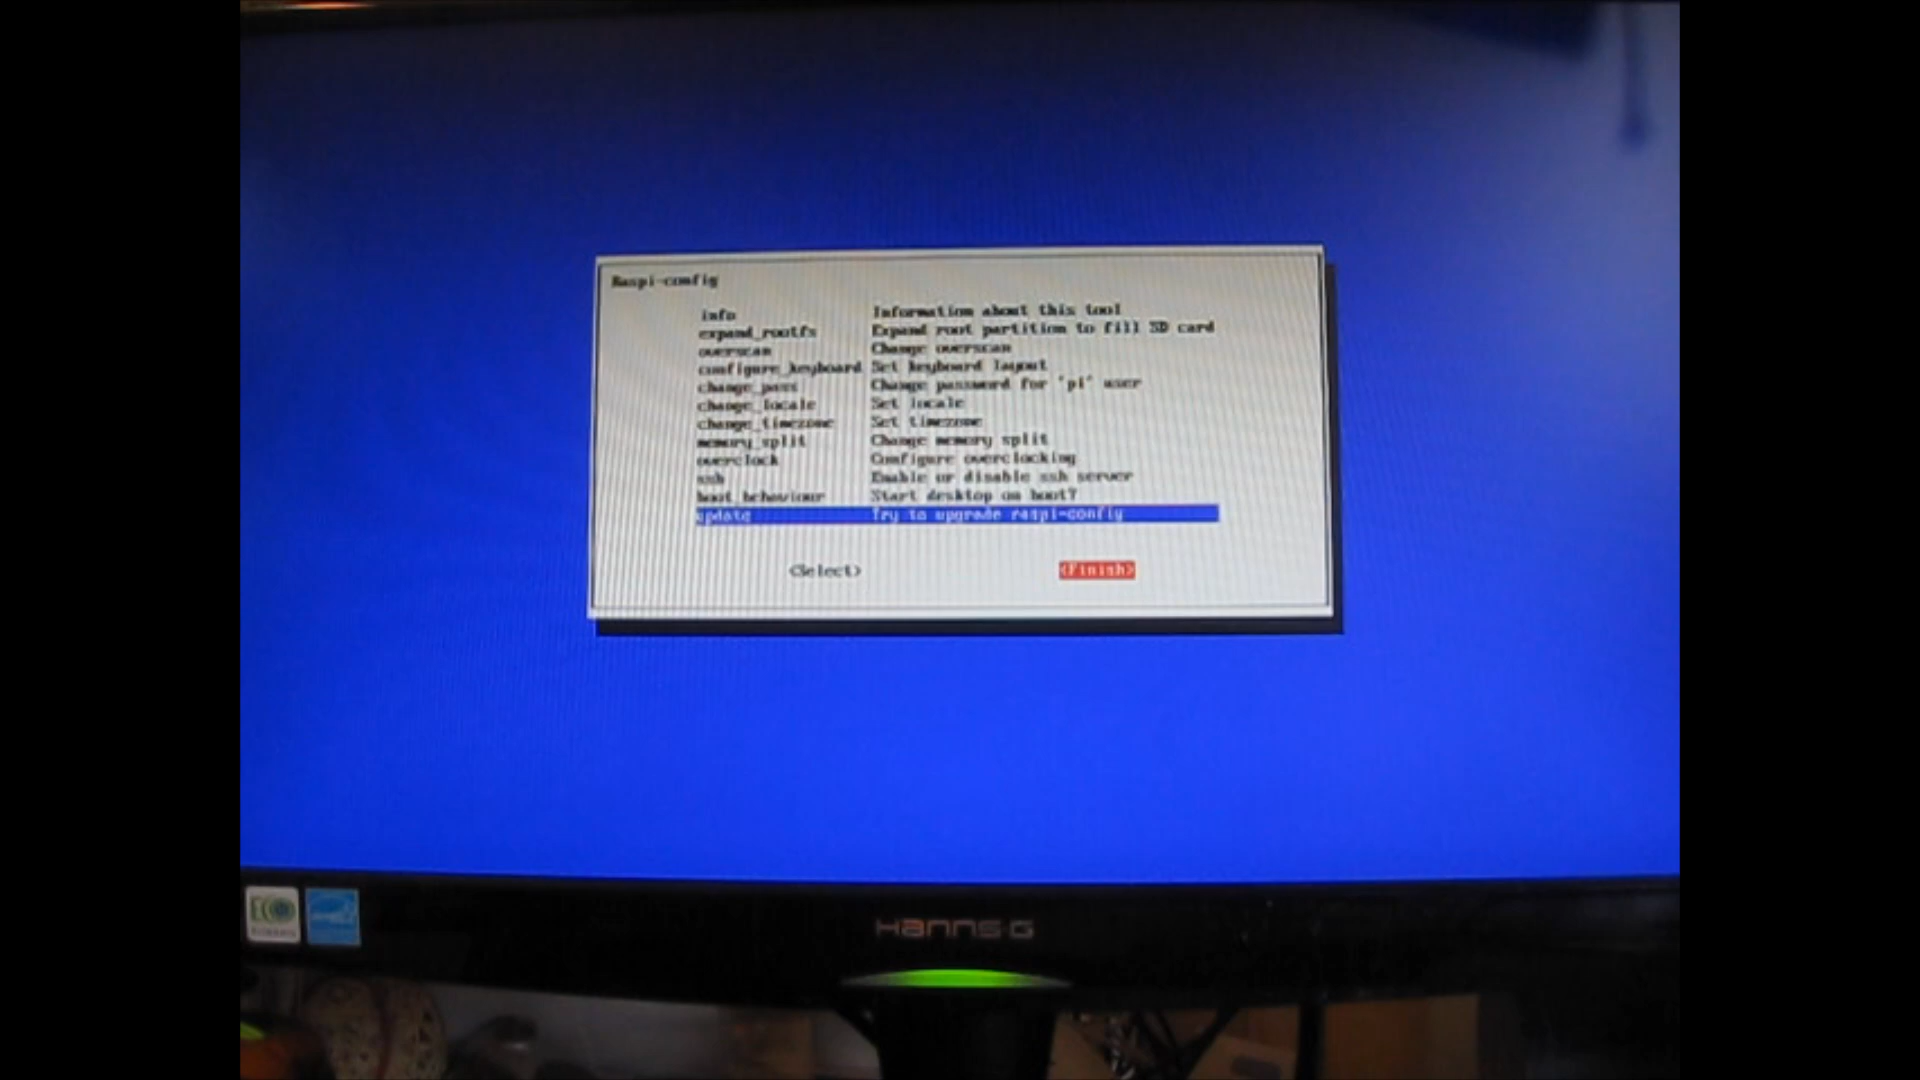 Raspi-config
info Information about this tool
expand_rootfs Expand root partition to fill SD card
overscan Change overscan
configure_keyboard Set keyboard layout
change_pass Change password for 'pi' user
change_locale Set locale
change_timezone Set timezone
memory_split Change memory split
overclock Configure overclocking
ssh Enable or disable ssh server
boot_behaviour Start desktop on boot?
update Try to upgrade raspi-config
<Select> <Finish>
HANNS·G